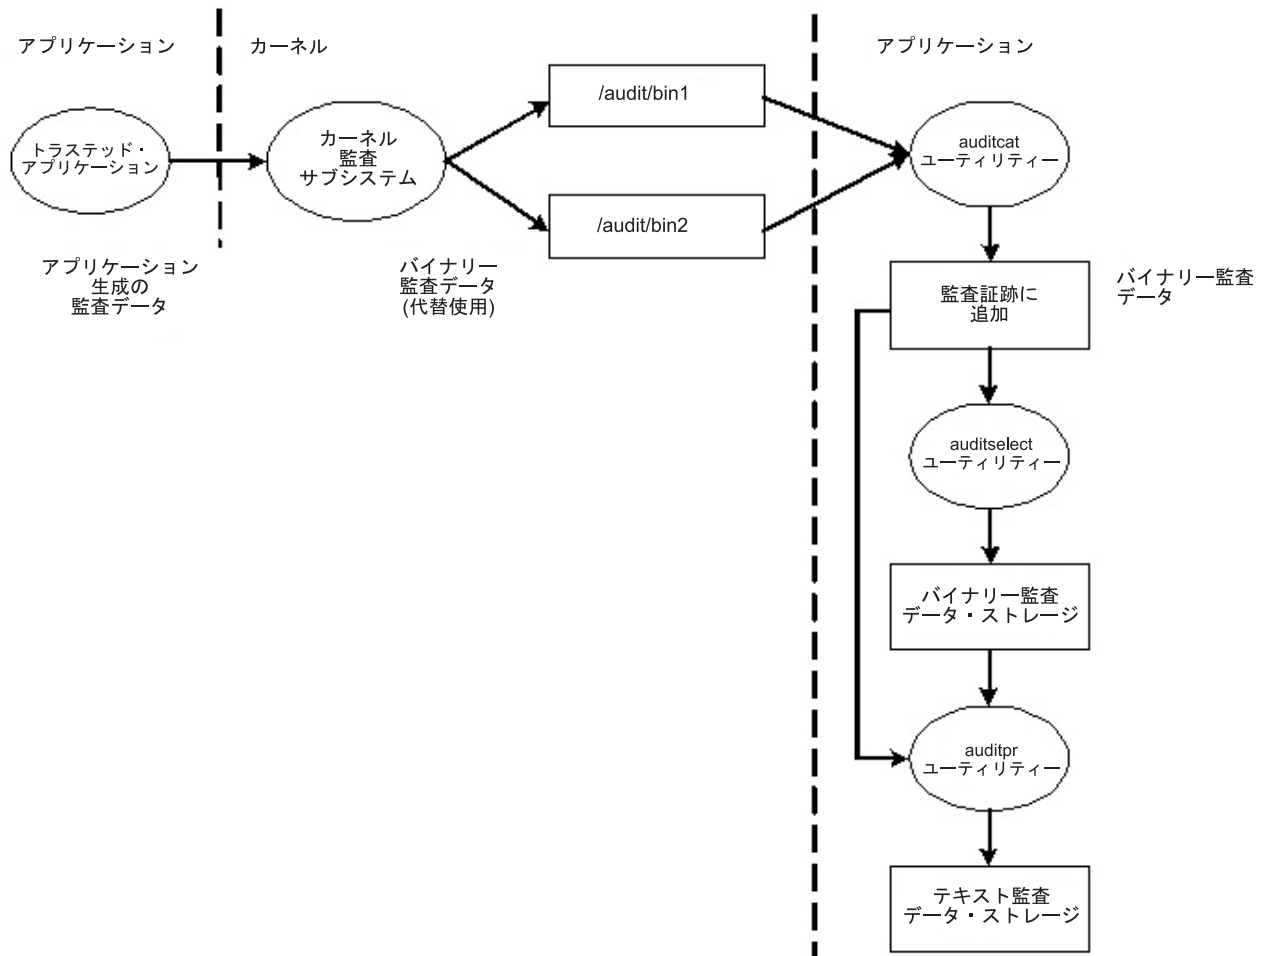 アプリケーション
カーネル
アプリケーション
トラステッド・
アプリケーション
カーネル
監査
サブシステム
/audit/bin1
/audit/bin2
auditcat
ユーティリティー
アプリケーション
生成の
監査データ
バイナリー
監査データ
(代替使用)
監査証跡に
追加
バイナリー監査
データ
auditselect
ユーティリティー
バイナリー監査
データ・ストレージ
auditpr
ユーティリティー
テキスト監査
データ・ストレージ